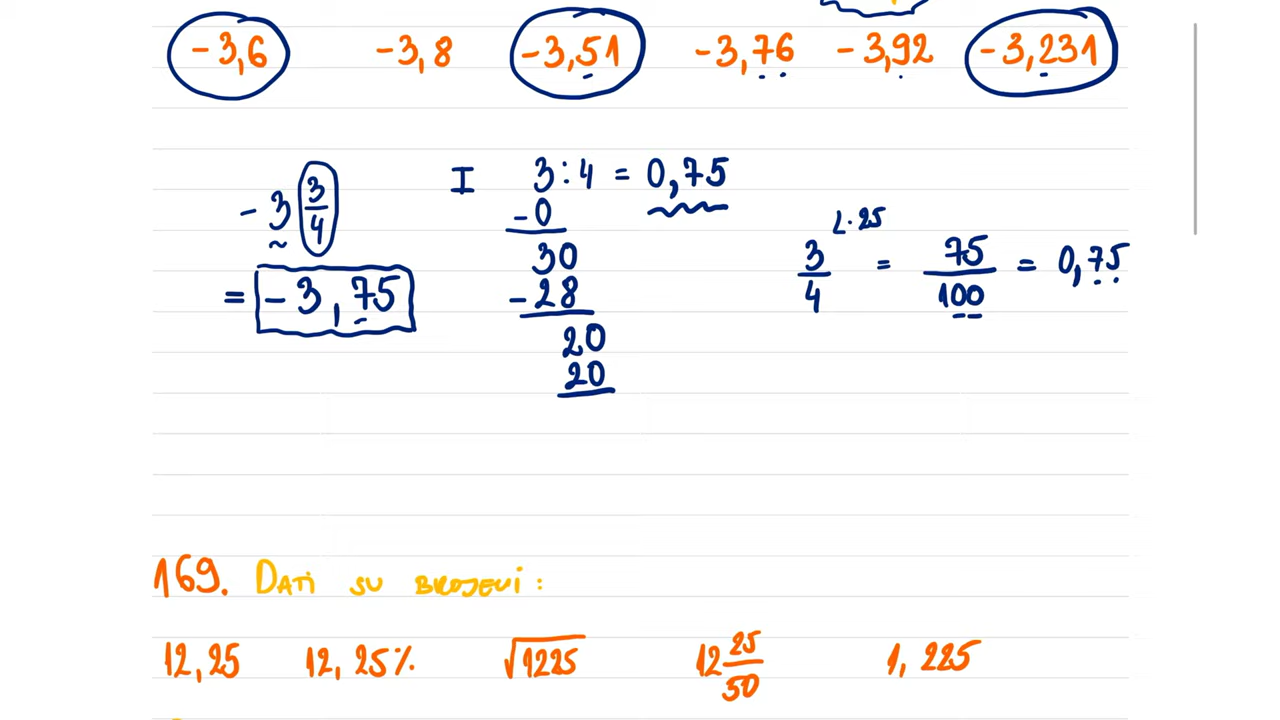 -3,6 -3,8 -3,51 -3,76 -3,92 -3,231
I 3:4 = 0,75
-0
30
-28
20
20
-3 3/4
= -3,75
3/4 ∠·25 = 75/100 = 0,75
169. DATI SU BROJEVI:
12,25 12,25% √1225 12 25/50 1,225